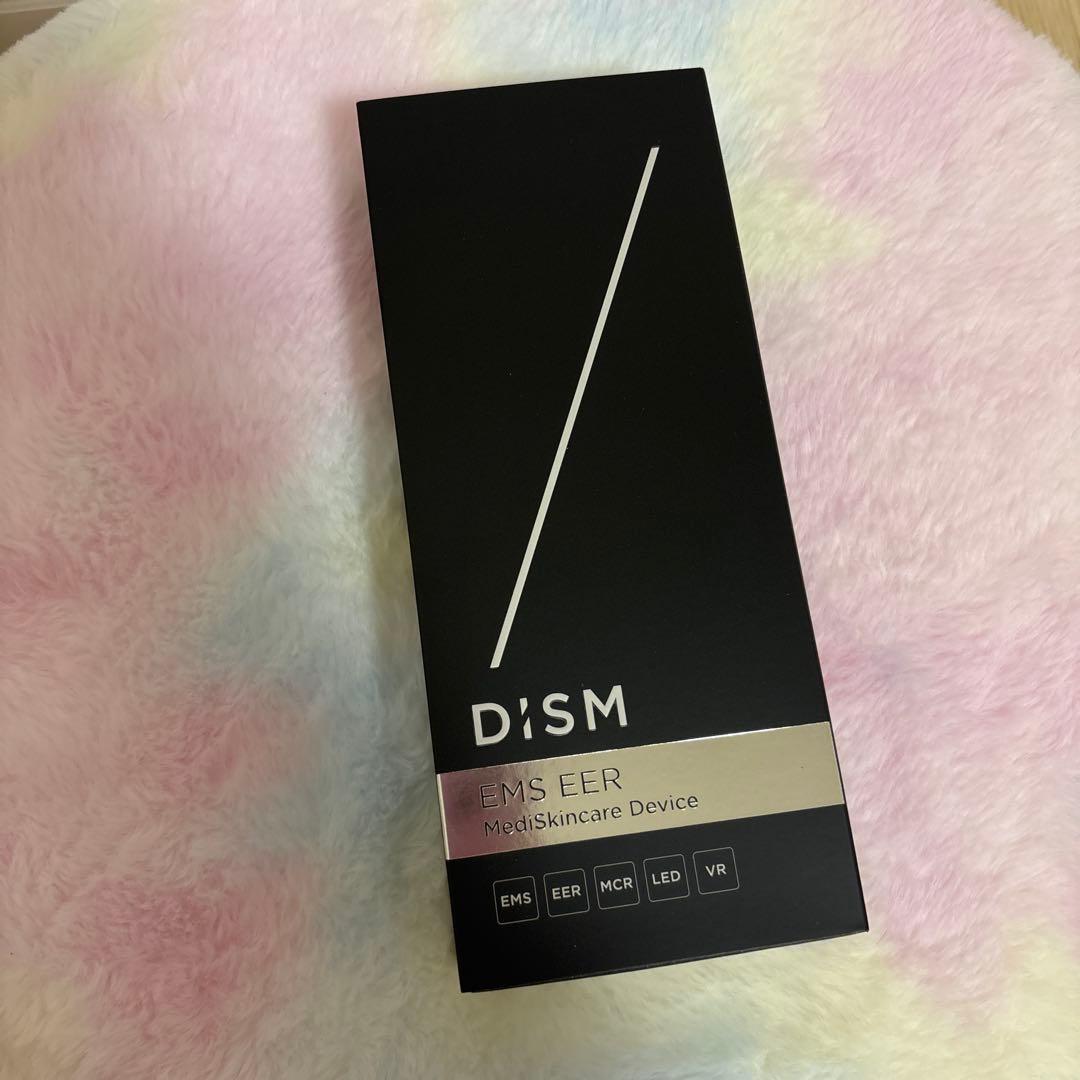 DISM
EMS EER
MediSkincare Device
EMS EER MCR LED VR